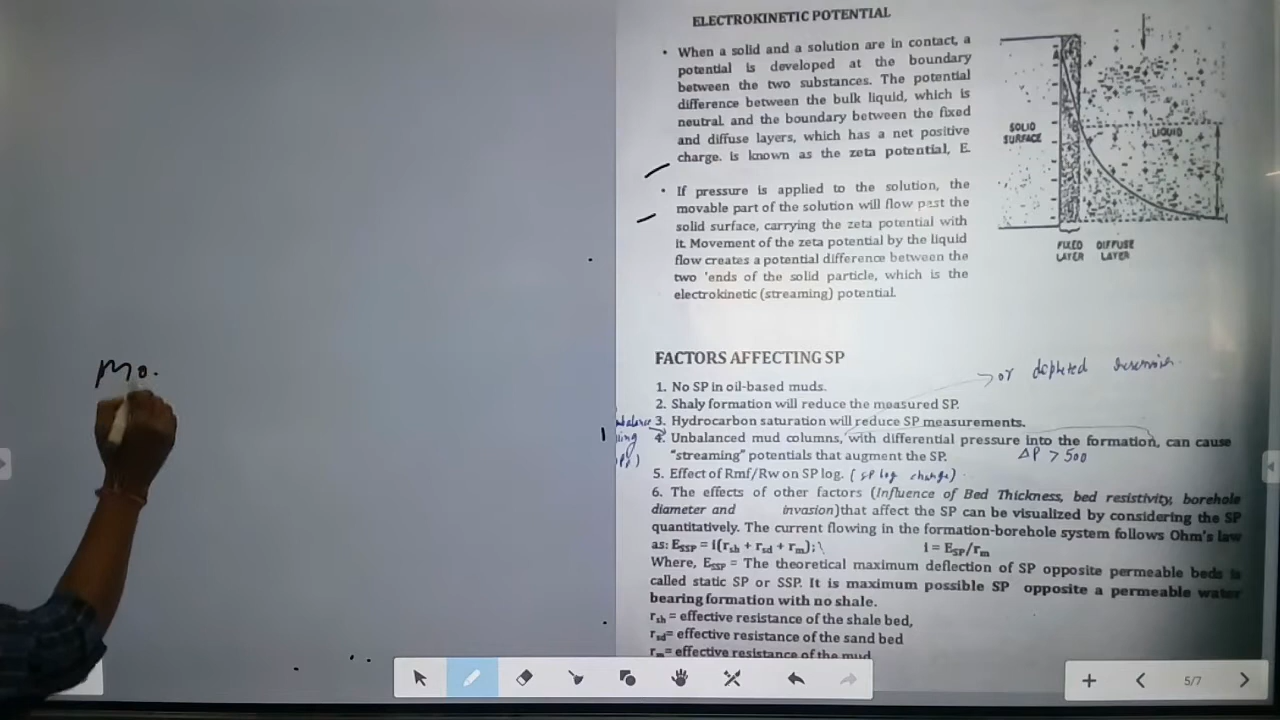 ELECTROKINETIC POTENTIAL
• When a solid and a solution are in contact, a
potential is developed at the boundary
between the two substances. The potential
difference between the bulk liquid, which is
neutral and the boundary between the fixed
and diffuse layers, which has a net positive
charge. is known as the zeta potential, E.
• If pressure is applied to the solution, the
movable part of the solution will flow past the
solid surface, carrying the zeta potential with
it. Movement of the zeta potential by the liquid
flow creates a potential difference between the
two 'ends of the solid particle, which is the
electrokinetic (streaming) potential.
SOLID
SURFACE
LIQUID
FIXED LAYER
DIFFUSE LAYER
Mo.
FACTORS AFFECTING SP
→ or depleted
1. No SP in oil-based muds.
2. Shaly formation will reduce the measured SP.
3. Hydrocarbon saturation will reduce SP measurements.
4. Unbalanced mud columns, with differential pressure into the formation, can cause
"streaming" potentials that augment the SP.
ΔP > 500
5. Effect of Rmf/Rw on SP log. (SP log change)
6. The effects of other factors (Influence of Bed Thickness, bed resistivity, borehole
diameter and invasion)that affect the SP can be visualized by considering the SP
quantitatively. The current flowing in the formation-borehole system follows Ohm's law
as: ESSP = I(rsh + rsd + rm);\ I = ESP/rm
Where, ESSP = The theoretical maximum deflection of SP opposite permeable beds is
called static SP or SSP. It is maximum possible SP opposite a permeable water
bearing formation with no shale.
rsh = effective resistance of the shale bed,
rsd= effective resistance of the sand bed
rm= effective resistance of the mud
5/7